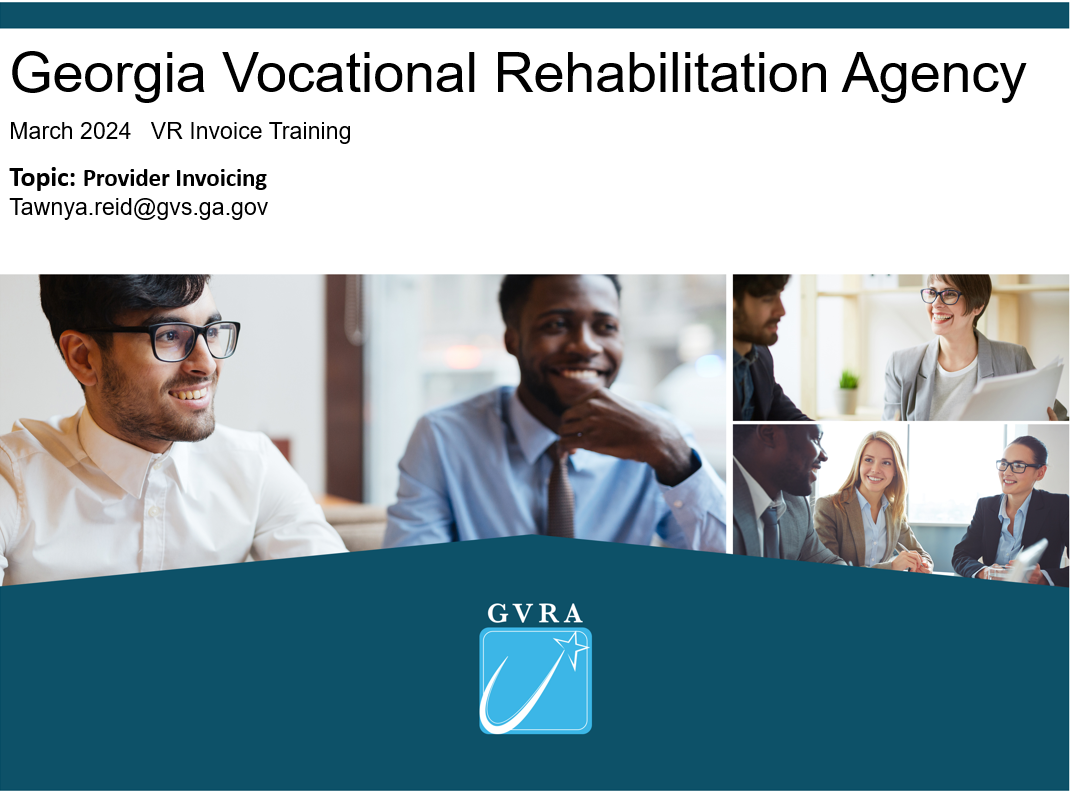 Georgia Vocational Rehabilitation Agency
March 2024 VR Invoice Training
Topic: Provider Invoicing
Tawnya.reid@gvs.ga.gov
GVRA